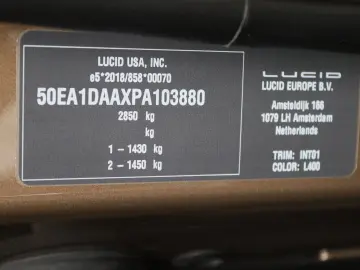 LUCID USA, INC.
e5*2018/858*00070
50EA1DAAXPA103880
2850 kg
kg
1 – 1430 kg
2 – 1450 kg
LUCID
LUCID EUROPE B.V.
Amsteldijk 166
1079 LH Amsterdam
Netherlands
TRIM: INT01
COLOR: L400